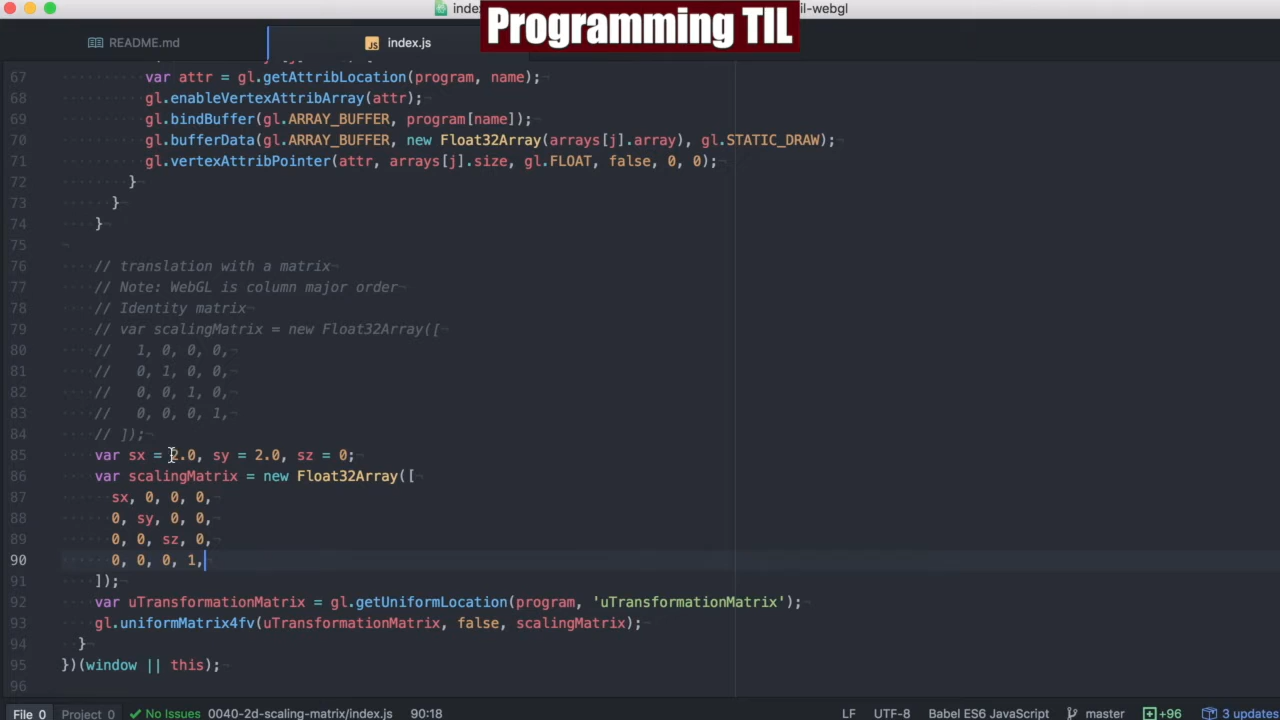 Programming TIL
index
il-webgl
README.md
index.js
67 var attr = gl.getAttribLocation(program, name);
68 gl.enableVertexAttribArray(attr);
69 gl.bindBuffer(gl.ARRAY_BUFFER, program[name]);
70 gl.bufferData(gl.ARRAY_BUFFER, new Float32Array(arrays[j].array), gl.STATIC_DRAW);
71 gl.vertexAttribPointer(attr, arrays[j].size, gl.FLOAT, false, 0, 0);
72 }
73 }
74 }
75
76 // translation with a matrix
77 // Note: WebGL is column major order
78 // Identity matrix
79 // var scalingMatrix = new Float32Array([
80 // 1, 0, 0, 0,
81 // 0, 1, 0, 0,
82 // 0, 0, 1, 0,
83 // 0, 0, 0, 1,
84 // ]);
85 var sx = 2.0, sy = 2.0, sz = 0;
86 var scalingMatrix = new Float32Array([
87 sx, 0, 0, 0,
88 0, sy, 0, 0,
89 0, 0, sz, 0,
90 0, 0, 0, 1,
91 ]);
92 var uTransformationMatrix = gl.getUniformLocation(program, 'uTransformationMatrix');
93 gl.uniformMatrix4fv(uTransformationMatrix, false, scalingMatrix);
94 }
95 })(window || this);
96
File 0 Project 0 No Issues 0040-2d-scaling-matrix/index.js 90:18 LF UTF-8 Babel ES6 JavaScript master +96 3 updates